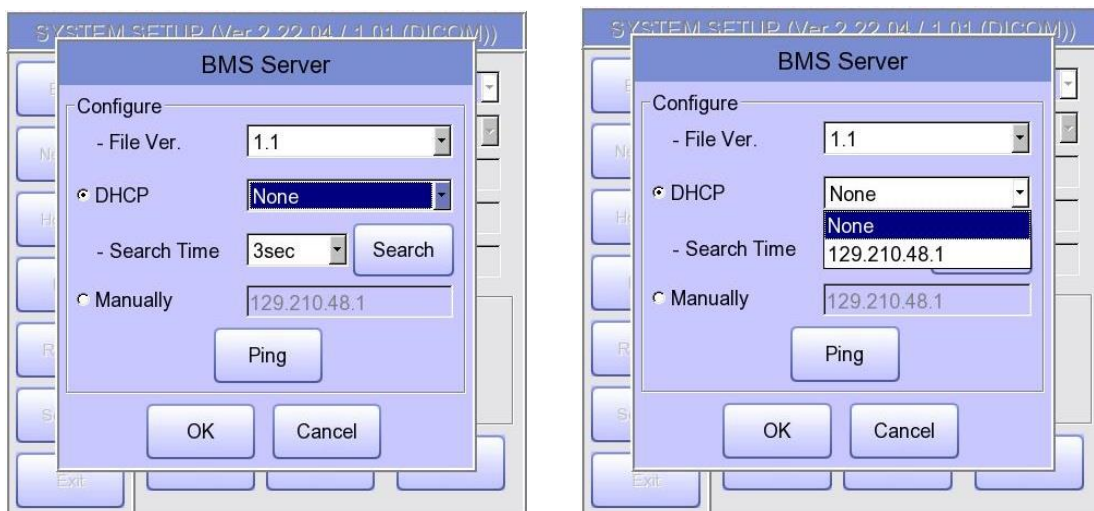 SYSTEM SETUP (Ver 2.22.04 / 1.01 (DICOM))
BMS Server
Configure
- File Ver. 1.1
DHCP None
- Search Time 3sec Search
Manually 129.210.48.1
Ping
OK Cancel
Exit
SYSTEM SETUP (Ver 2.22.04 / 1.01 (DICOM))
BMS Server
Configure
- File Ver. 1.1
DHCP None
None
- Search Time 129.210.48.1
Manually 129.210.48.1
Ping
OK Cancel
Exit